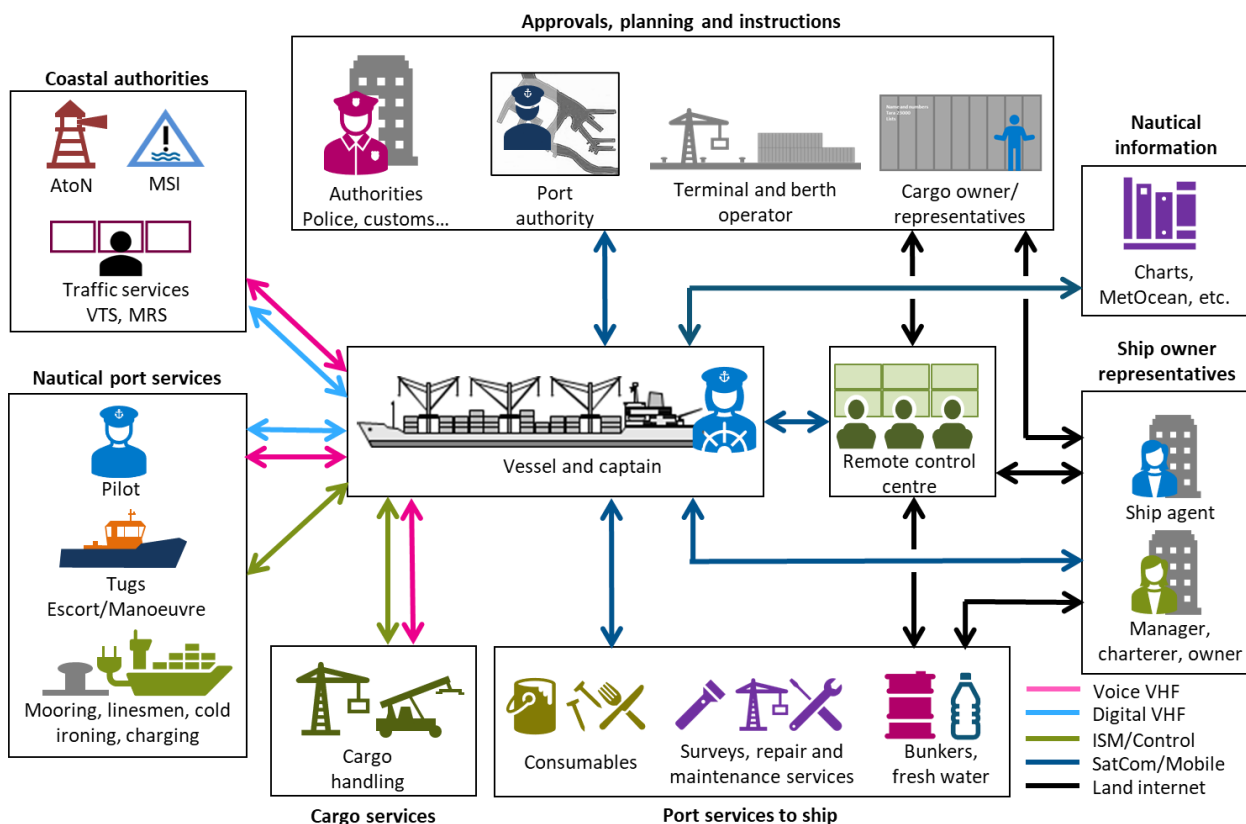 Approvals, planning and instructions
Authorities
Police, customs...
Port
authority
Terminal and berth
operator
Cargo owner/
representatives
Coastal authorities
AtoN
MSI
Traffic services
VTS, MRS
Nautical
information
Charts,
MetOcean, etc.
Nautical port services
Pilot
Tugs
Escort/Manoeuvre
Mooring, linesmen, cold
ironing, charging
Vessel and captain
Remote control
centre
Ship owner
representatives
Ship agent
Manager,
charterer, owner
Cargo
handling
Cargo services
Consumables
Surveys, repair and
maintenance services
Bunkers,
fresh water
Port services to ship
Voice VHF
Digital VHF
ISM/Control
SatCom/Mobile
Land internet